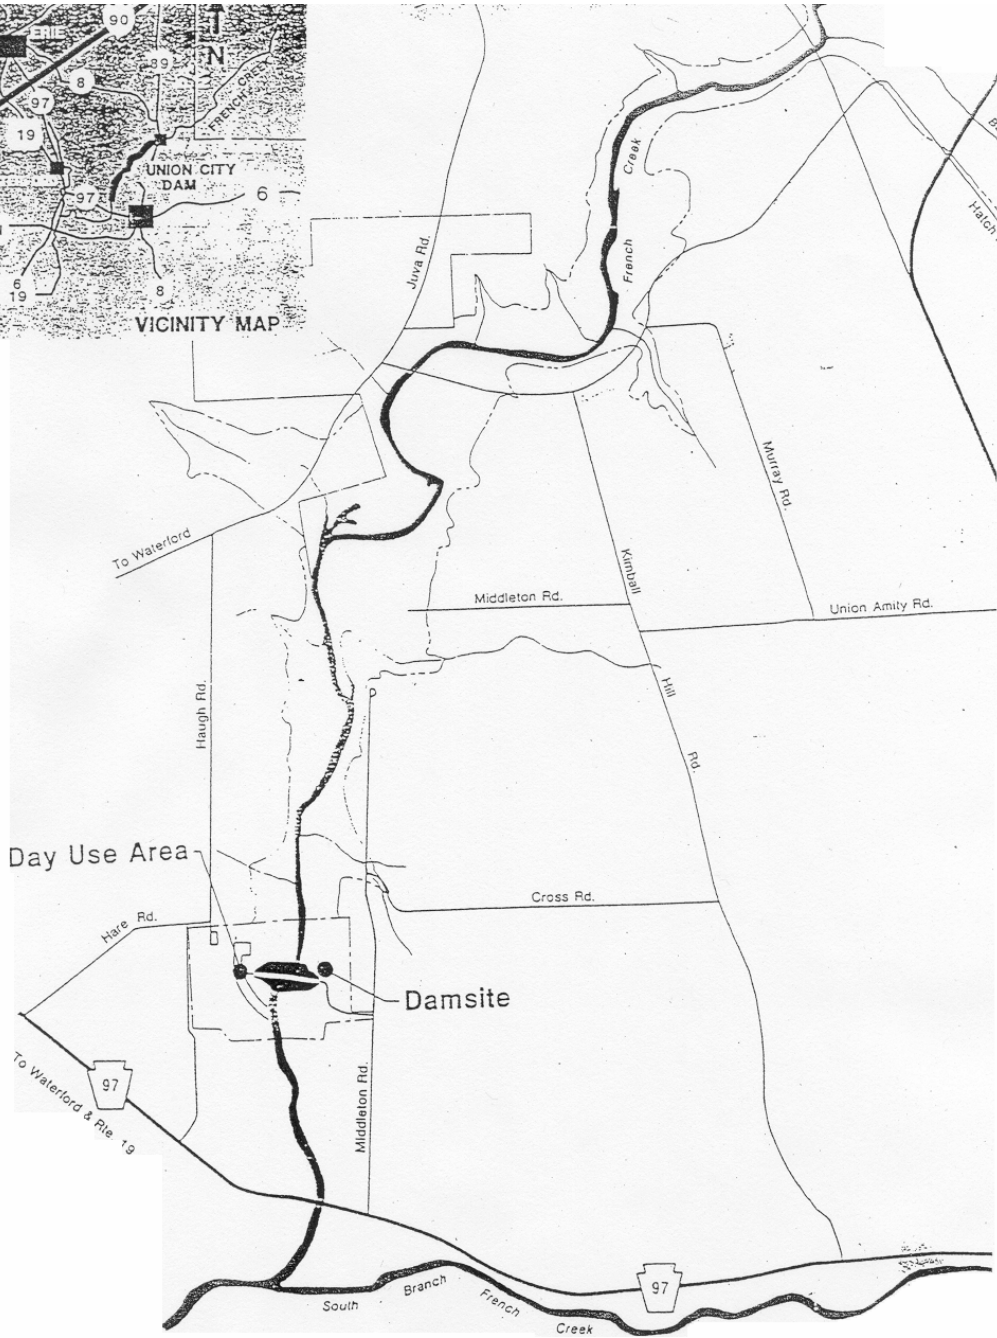 90
ERIE
N
8
89
97
19
FRENCH CREEK
UNION CITY
DAM
97
6
6
19
8
VICINITY MAP
Creek
French
Hatch
Juva Rd.
Murray Rd.
To Waterford
Kimball
Middleton Rd.
Union Amity Rd.
Haugh Rd.
Hill
Rd.
Day Use Area
Cross Rd.
Hare Rd.
Damsite
97
To Waterford & Rte. 19
Middleton Rd.
97
South Branch French Creek